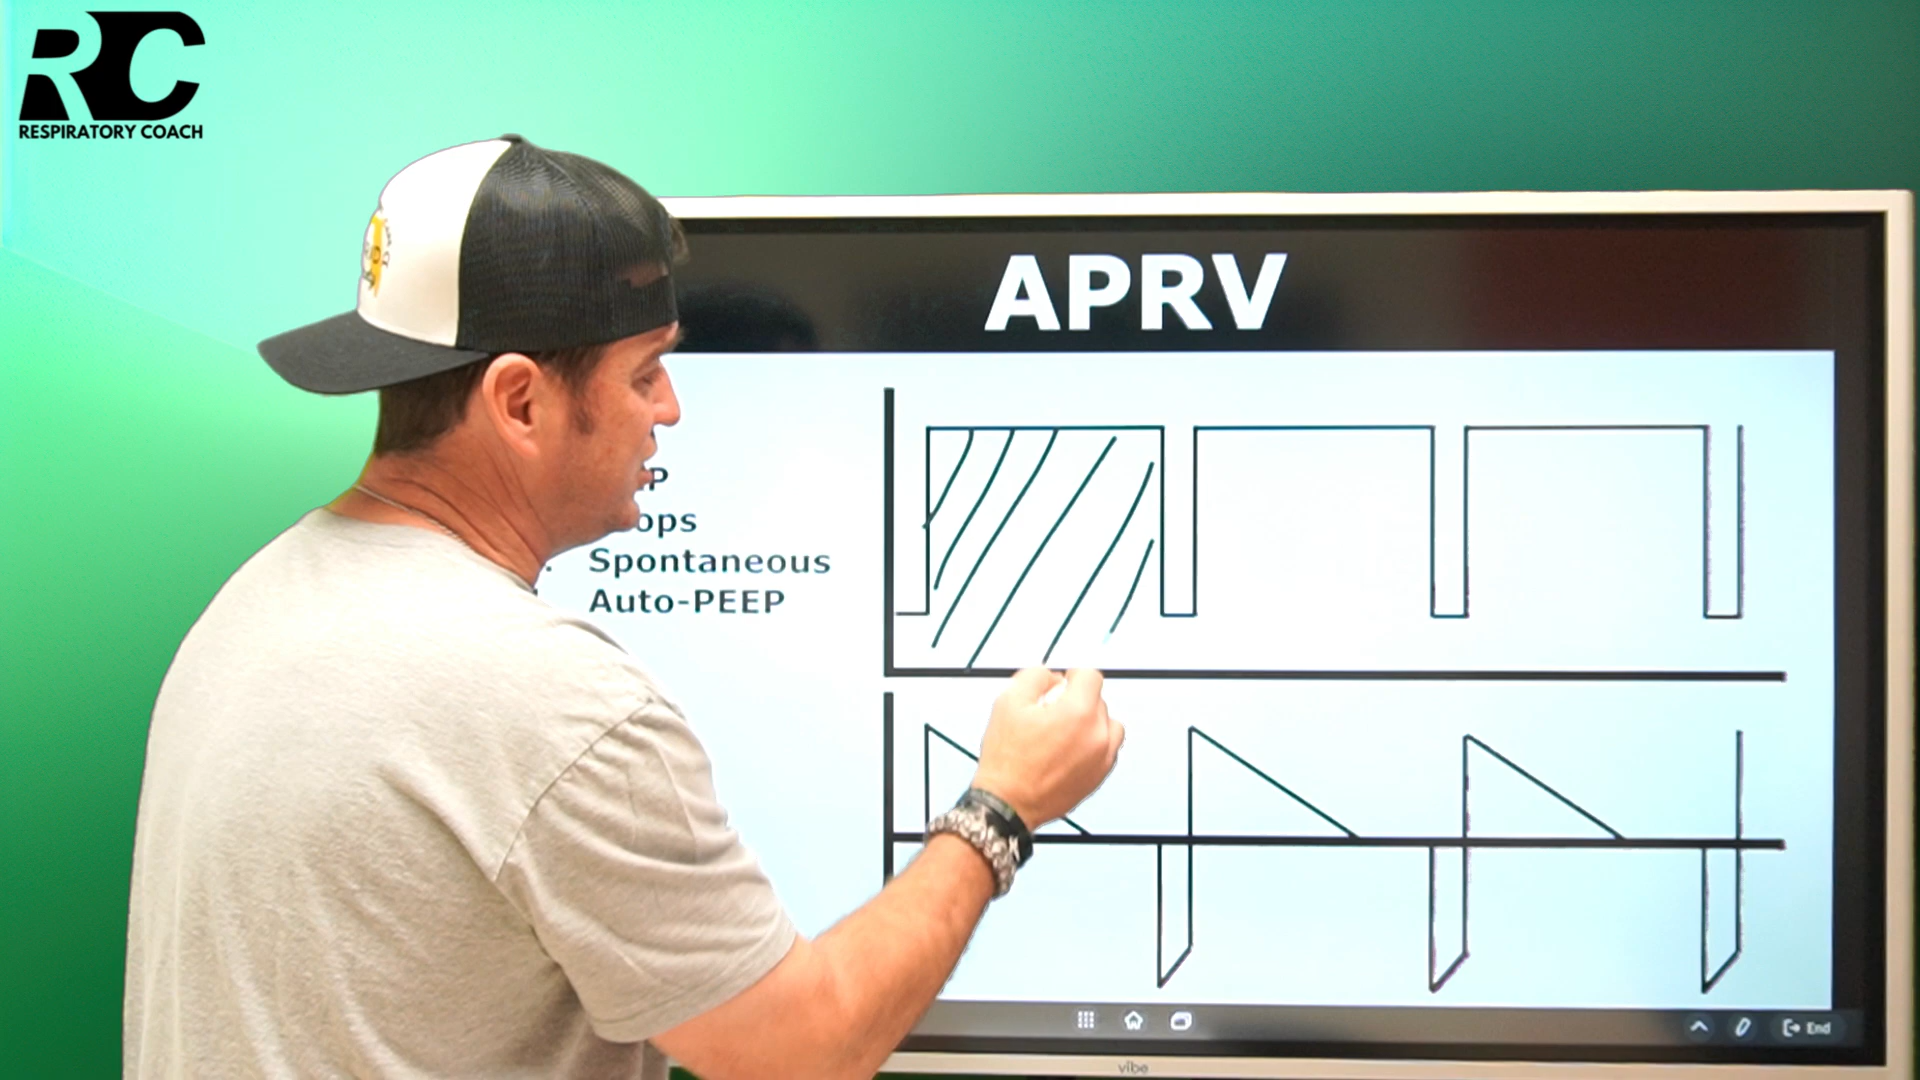 RC
RESPIRATORY COACH
APRV
Spontaneous
Auto-PEEP
End
vibe